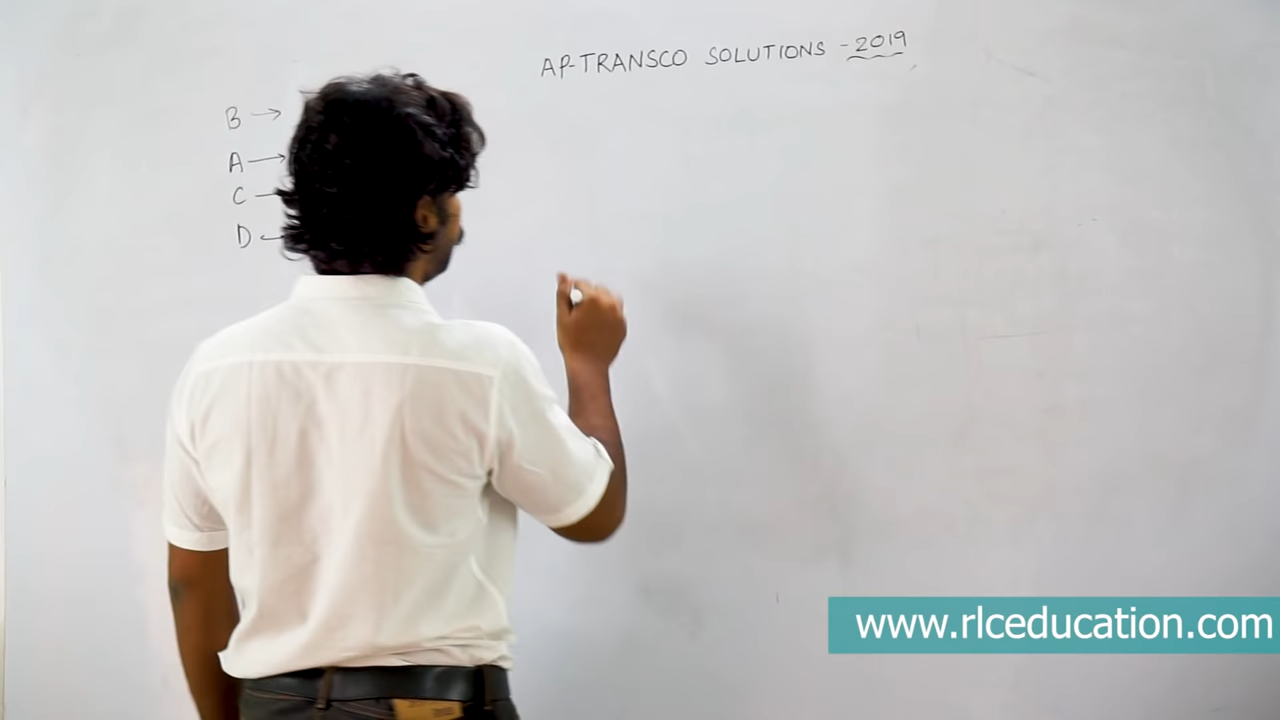 AP-TRANSCO SOLUTIONS - 2019
B →
A →
C –
D ←
www.rlceducation.com